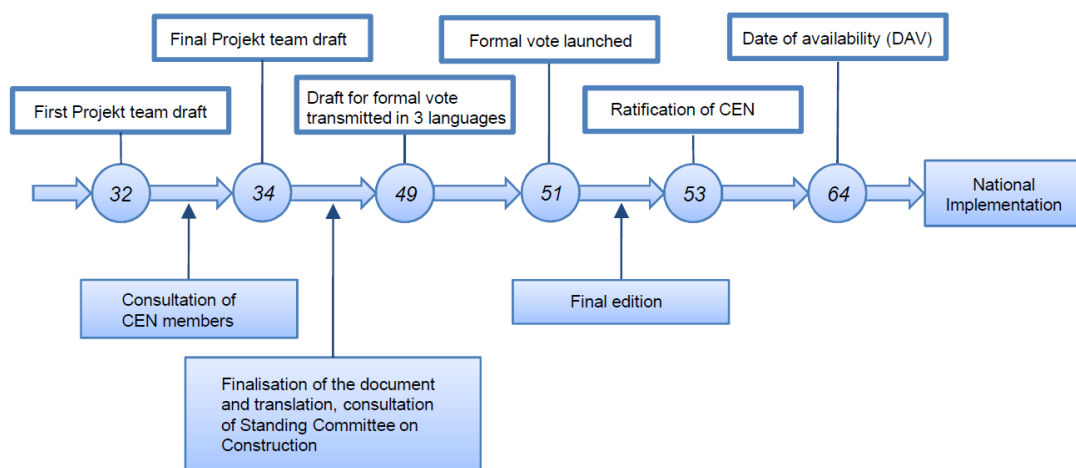 Final Projekt team draft
Formal vote launched
Date of availability (DAV)
First Projekt team draft
Draft for formal vote
transmitted in 3 languages
Ratification of CEN
32
34
49
51
53
64
National
Implementation
Consultation of
CEN members
Final edition
Finalisation of the document
and translation, consultation
of Standing Committee on
Construction